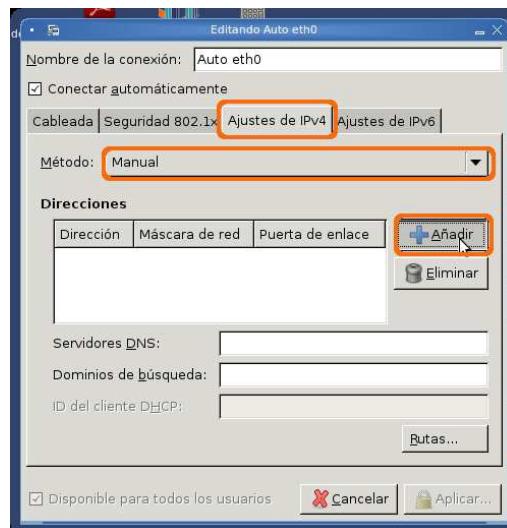 Editando Auto eth0
Nombre de la conexión: Auto eth0
Conectar automáticamente
Cableada Seguridad 802.1x Ajustes de IPv4 Ajustes de IPv6
Método: Manual
Direcciones
Dirección Máscara de red Puerta de enlace
Añadir
Eliminar
Servidores DNS:
Dominios de búsqueda:
ID del cliente DHCP:
Rutas...
Disponible para todos los usuarios Cancelar Aplicar...